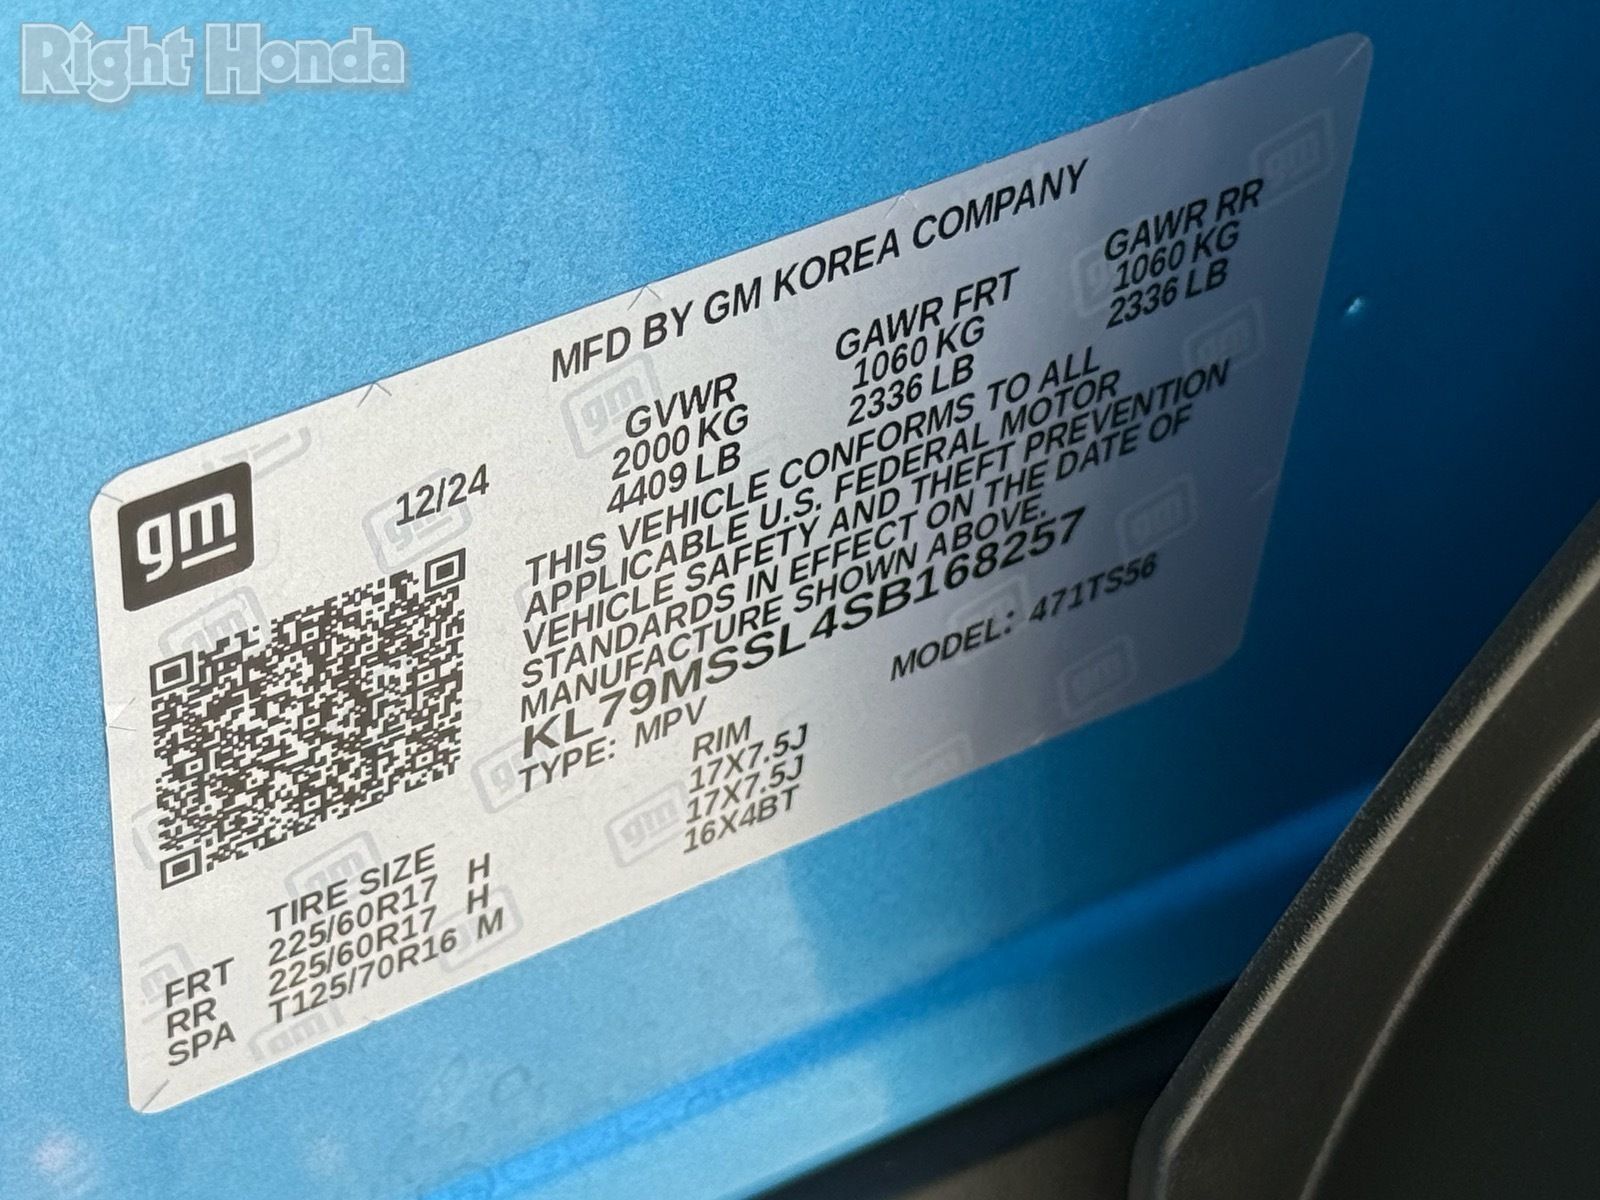 Right Honda
MFD BY GM KOREA COMPANY
gm
12/24
GVWR GAWR FRT GAWR RR
2000 KG 1060 KG 1060 KG
4409 LB 2336 LB 2336 LB
THIS VEHICLE CONFORMS TO ALL
APPLICABLE U.S. FEDERAL MOTOR
VEHICLE SAFETY AND THEFT PREVENTION
STANDARDS IN EFFECT ON THE DATE OF
MANUFACTURE SHOWN ABOVE.
KL79MSSL4SB168257
TYPE: MPV MODEL: 471TS56
TIRE SIZE RIM
FRT 225/60R17 H 17X7.5J
RR 225/60R17 H 17X7.5J
SPA T125/70R16 M 16X4BT